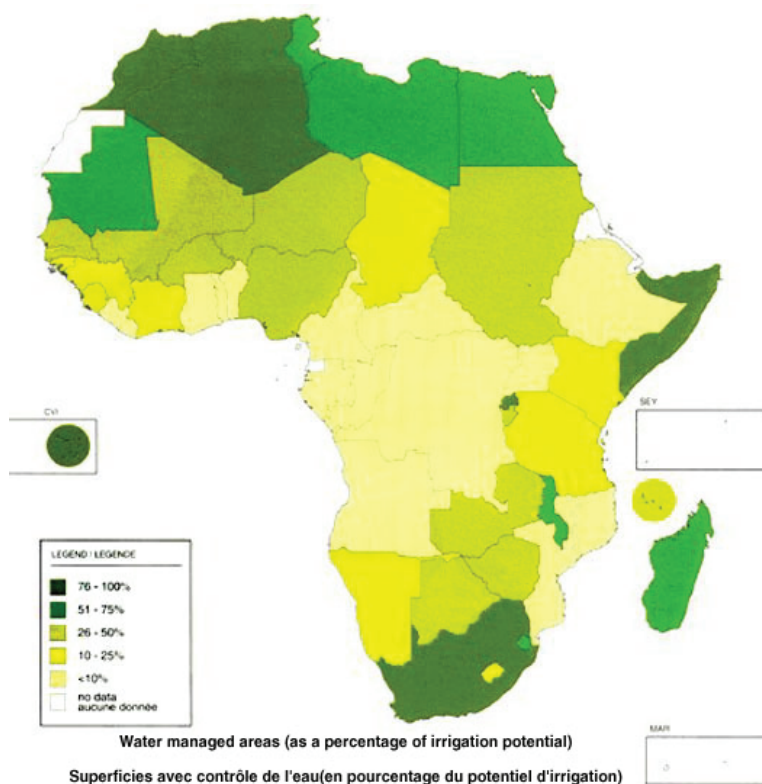 CVI
SEY
LEGEND / LEGENDE
76 - 100%
51 - 75%
26 - 50%
10 - 25%
<10%
no data
aucune donnée
Water managed areas (as a percentage of irrigation potential)
MAR
Superficies avec contrôle de l'eau(en pourcentage du potentiel d'irrigation)